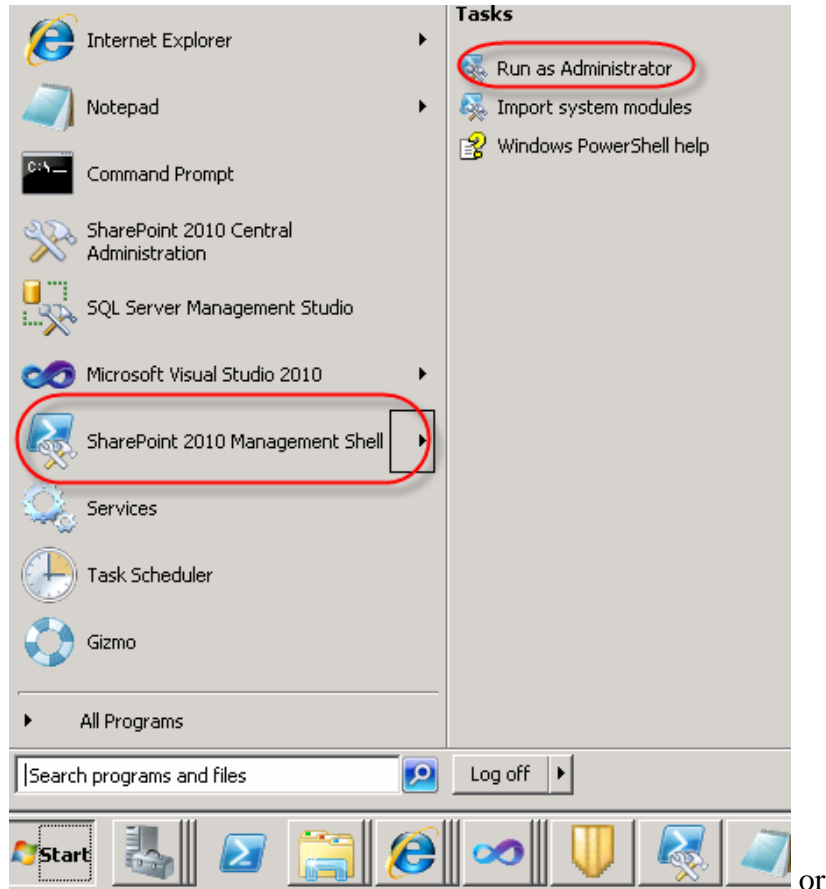 Internet Explorer
Notepad
C:\_
Command Prompt
SharePoint 2010 Central
Administration
SQL Server Management Studio
Microsoft Visual Studio 2010
SharePoint 2010 Management Shell
Services
Task Scheduler
Gizmo
All Programs
Search programs and files
Tasks
Run as Administrator
Import system modules
Windows PowerShell help
Log off
Start
or